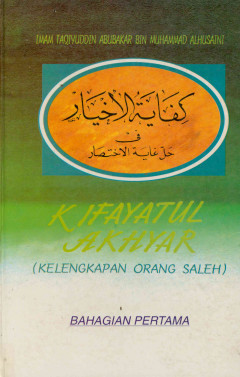 IMAM TAQIYUDDIN ABUBAKAR BIN MUHAMMAD ALHUSAINI
كفاية الأخيار
في
حل غاية الاختصار
KIFAYATUL
AKHYAR
(KELENGKAPAN ORANG SALEH)
BAHAGIAN PERTAMA